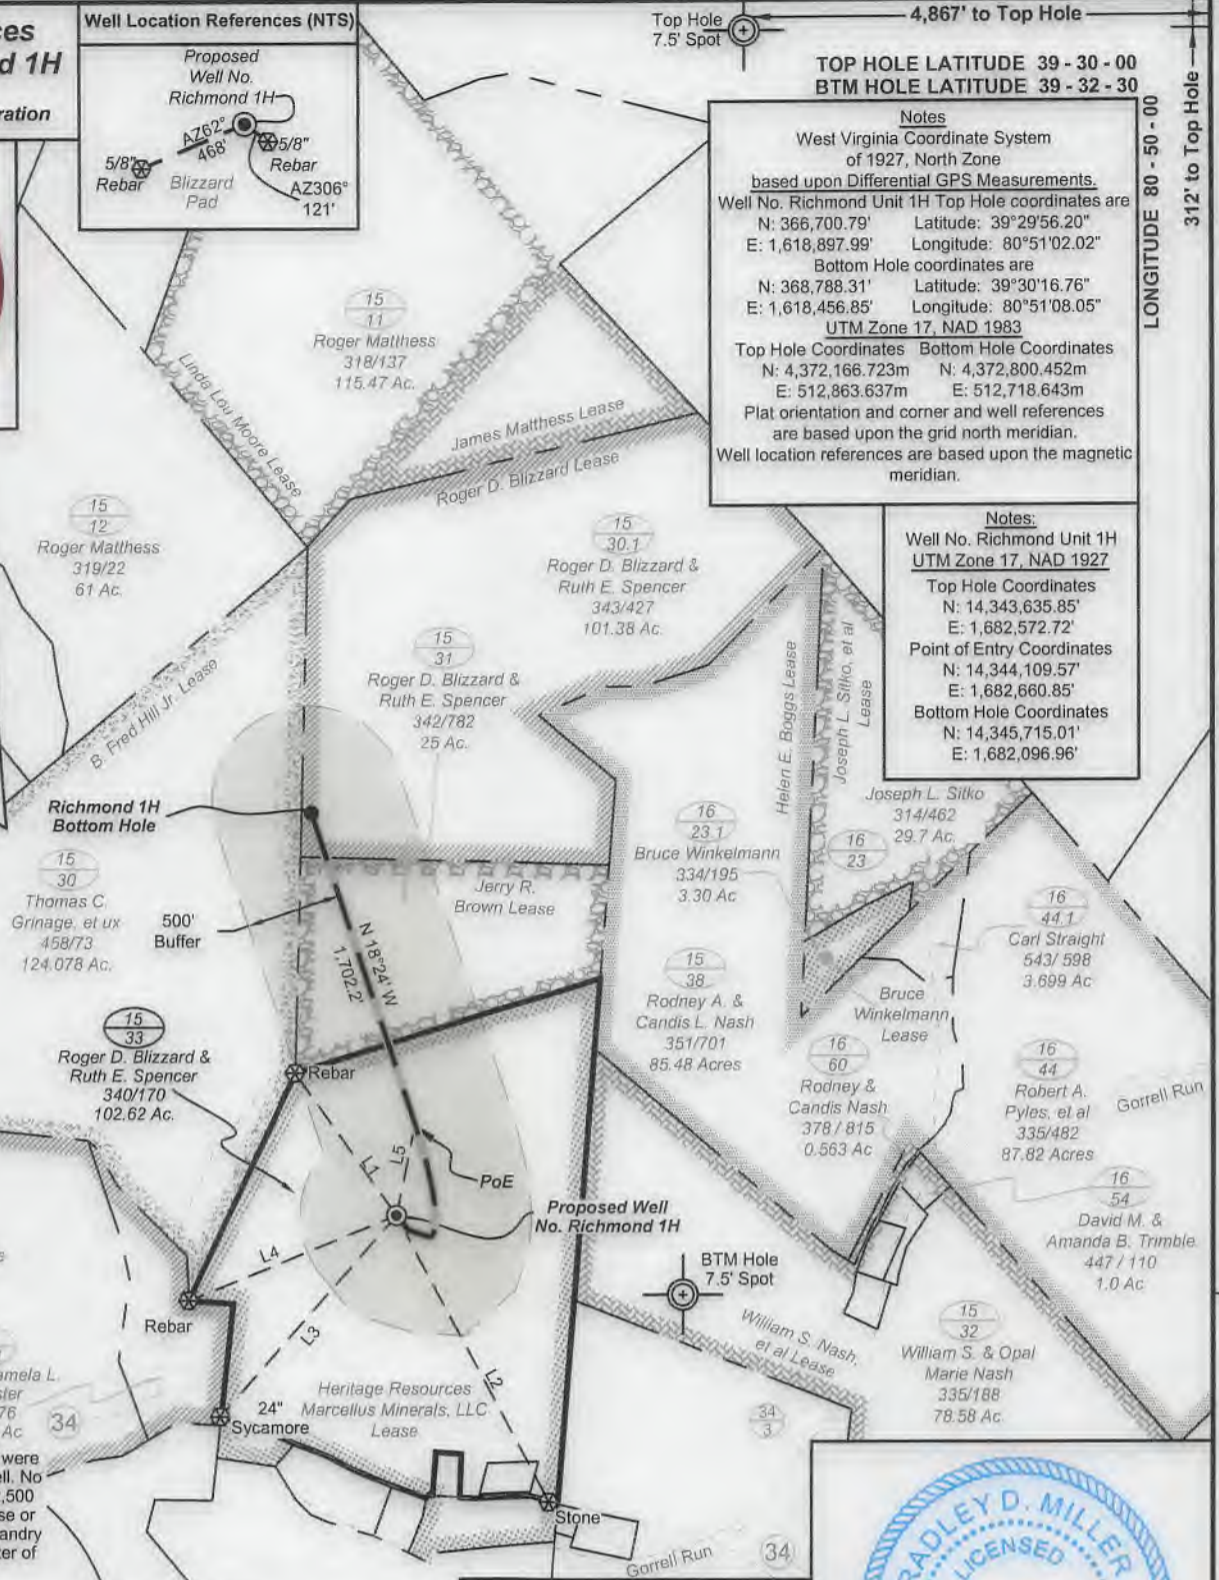 d 1H
ration
Well Location References (NTS)
Proposed
Well No.
Richmond 1H
AZ62°
468'
5/8"
Rebar
5/8"
Rebar
Blizzard
Pad
AZ306°
121'
Top Hole
7.5' Spot
4,867' to Top Hole
TOP HOLE LATITUDE 39 - 30 - 00
BTM HOLE LATITUDE 39 - 32 - 30
LONGITUDE 80 - 50 - 00
312' to Top Hole
Notes
West Virginia Coordinate System
of 1927, North Zone
based upon Differential GPS Measurements.
Well No. Richmond Unit 1H Top Hole coordinates are
N: 366,700.79' Latitude: 39°29'56.20"
E: 1,618,897.99' Longitude: 80°51'02.02"
Bottom Hole coordinates are
N: 368,788.31' Latitude: 39°30'16.76"
E: 1,618,456.85' Longitude: 80°51'08.05"
UTM Zone 17, NAD 1983
Top Hole Coordinates Bottom Hole Coordinates
N: 4,372,166.723m N: 4,372,800.452m
E: 512,863.637m E: 512,718.643m
Plat orientation and corner and well references
are based upon the grid north meridian.
Well location references are based upon the magnetic
meridian.
Notes:
Well No. Richmond Unit 1H
UTM Zone 17, NAD 1927
Top Hole Coordinates
N: 14,343,635.85'
E: 1,682,572.72'
Point of Entry Coordinates
N: 14,344,109.57'
E: 1,682,660.85'
Bottom Hole Coordinates
N: 14,345,715.01'
E: 1,682,096.96'
15
11
Roger Matthess
318/137
115.47 Ac.
Linda Lou Moore Lease
James Matthess Lease
Roger D. Blizzard Lease
15
12
Roger Matthess
319/22
61 Ac.
15
30.1
Roger D. Blizzard &
Ruth E. Spencer
343/427
101.38 Ac.
15
31
Roger D. Blizzard &
Ruth E. Spencer
342/782
25 Ac.
B. Fred Hill Jr. Lease
Helen E. Boggs Lease
Joseph L. Sitko, et al
Lease
Richmond 1H
Bottom Hole
Joseph L. Sitko
314/462
29.7 Ac.
16
23
16
23.1
Bruce Winkelmann
334/195
3.30 Ac
15
30
Thomas C.
Grinage, et ux
458/73
124.078 Ac.
500'
Buffer
Jerry R.
Brown Lease
N 18°24' W
1,702.2'
16
44.1
Carl Straight
543/ 598
3.699 Ac
15
38
Rodney A. &
Candis L. Nash
351/701
85.48 Acres
Bruce
Winkelmann
Lease
15
33
Roger D. Blizzard &
Ruth E. Spencer
340/170
102.62 Ac.
Rebar
16
60
Rodney &
Candis Nash
378 / 815
0.563 Ac
16
44
Robert A.
Pyles, et al
335/482
87.82 Acres
Gorrell Run
L1
L5
PoE
Proposed Well
No. Richmond 1H
16
54
David M. &
Amanda B. Trimble
447 / 110
1.0 Ac
L4
BTM Hole
7.5' Spot
Rebar
L3
L2
William S. Nash,
et al Lease
15
32
William S. & Opal
Marie Nash
335/188
78.58 Ac.
amela L.
76
Ac
34
24"
Sycamore
Heritage Resources
Marcellus Minerals, LLC
Lease
34
3
were
ell. No
,500
se or
andry
er of
Stone
Gorrell Run
34
RADLEY D. MILLER
LICENSED